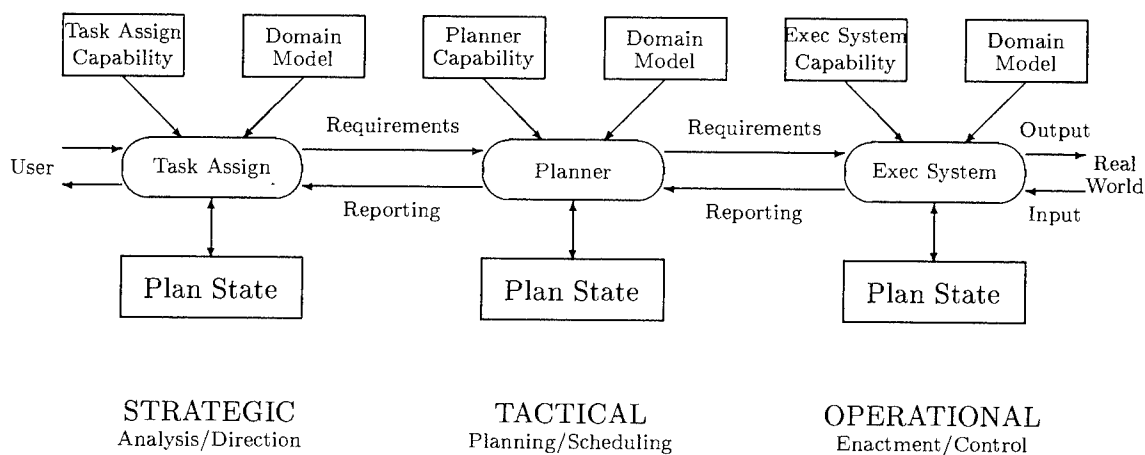 Task Assign
Capability
Domain
Model
Planner
Capability
Domain
Model
Exec System
Capability
Domain
Model
Requirements
Requirements
Output
User
Task Assign
Planner
Exec System
Real
World
Reporting
Reporting
Input
Plan State
Plan State
Plan State
STRATEGIC
Analysis/Direction
TACTICAL
Planning/Scheduling
OPERATIONAL
Enactment/Control